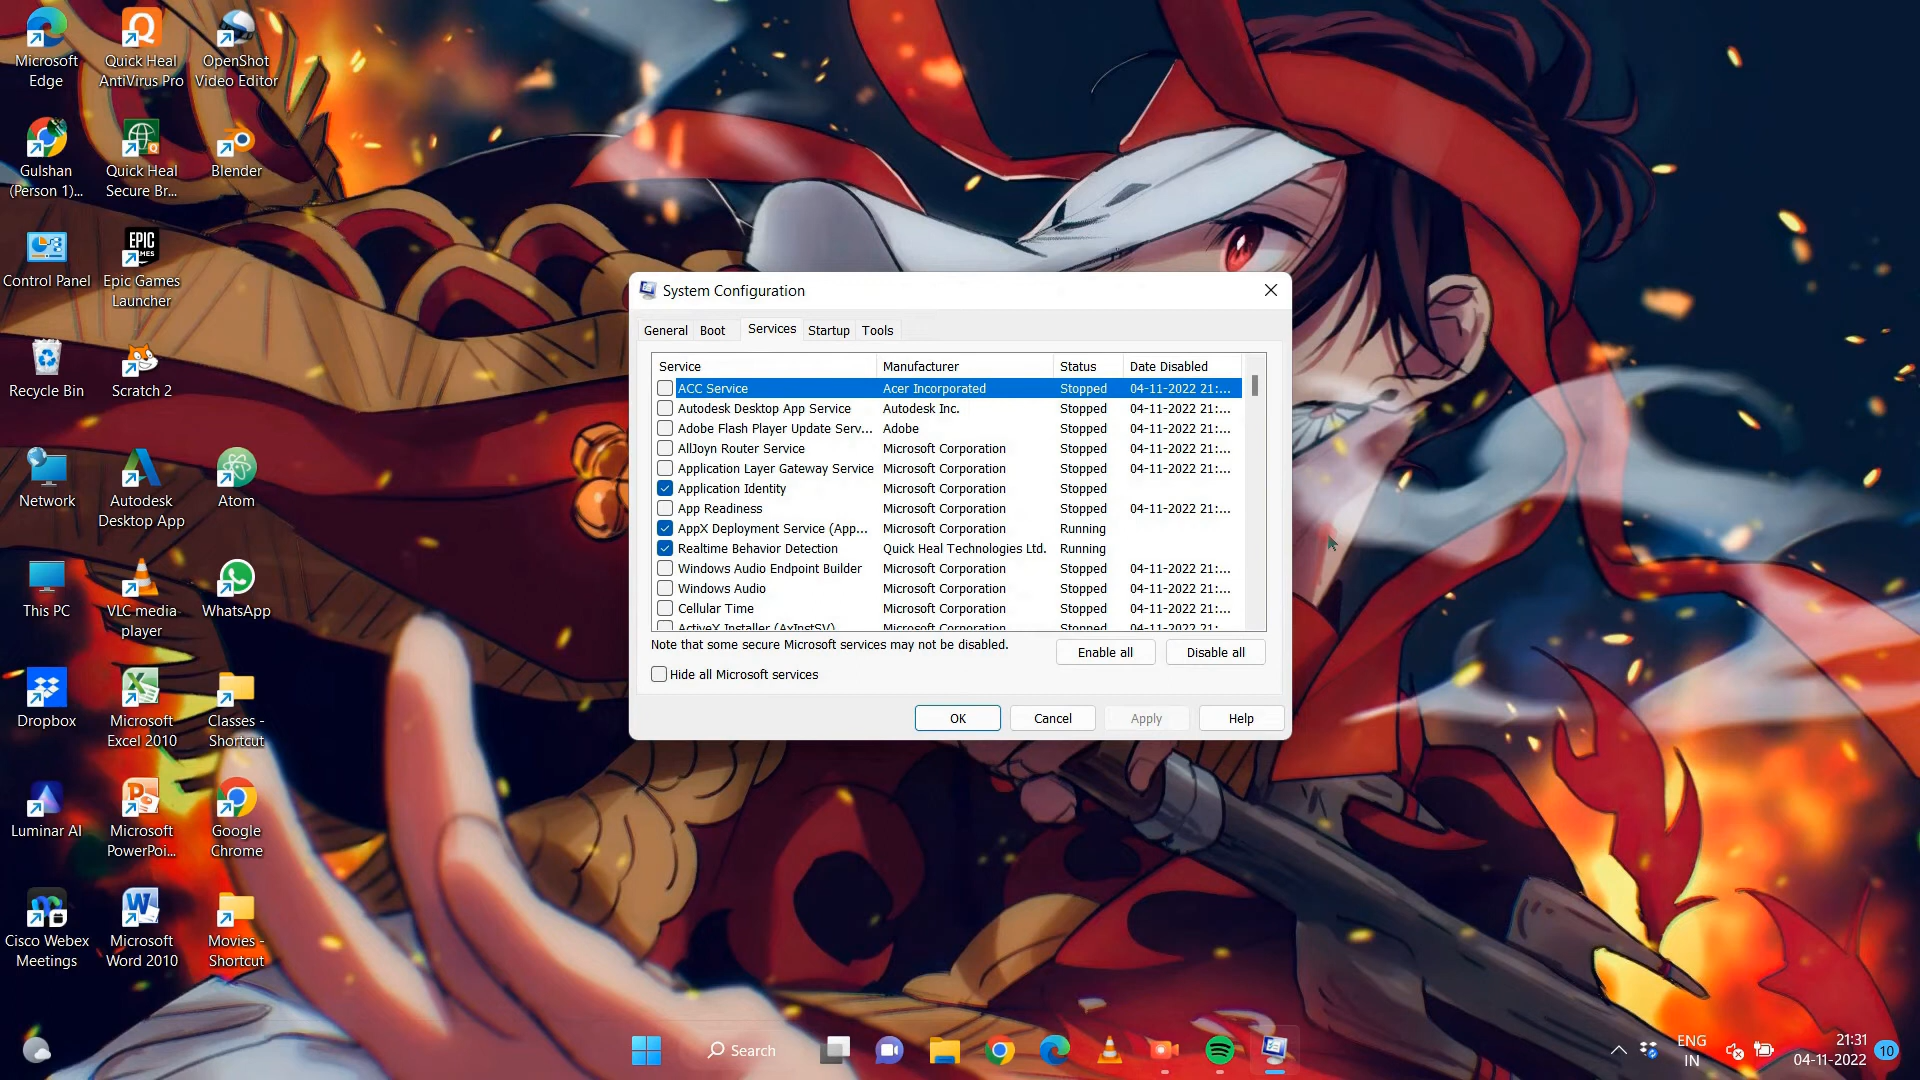 Microsoft
Edge
Quick Heal
AntiVirus Pro
OpenShot
Video Editor
Gulshan
(Person 1)...
Quick Heal
Secure Br...
Blender
Control Panel
EPIC
Epic Games
Launcher
Recycle Bin
Scratch 2
Network
Autodesk
Desktop App
Atom
This PC
VLC media
player
WhatsApp
Dropbox
Microsoft
Excel 2010
Classes -
Shortcut
Luminar AI
Microsoft
PowerPoi...
Google
Chrome
Cisco Webex
Meetings
Microsoft
Word 2010
Movies -
Shortcut
System Configuration
General Boot Services Startup Tools
Service Manufacturer Status Date Disabled
ACC Service Acer Incorporated Stopped 04-11-2022 21:...
Autodesk Desktop App Service Autodesk Inc. Stopped 04-11-2022 21:...
Adobe Flash Player Update Serv... Adobe Stopped 04-11-2022 21:...
AllJoyn Router Service Microsoft Corporation Stopped 04-11-2022 21:...
Application Layer Gateway Service Microsoft Corporation Stopped 04-11-2022 21:...
Application Identity Microsoft Corporation Stopped
App Readiness Microsoft Corporation Stopped 04-11-2022 21:...
AppX Deployment Service (App... Microsoft Corporation Running
Realtime Behavior Detection Quick Heal Technologies Ltd. Running
Windows Audio Endpoint Builder Microsoft Corporation Stopped 04-11-2022 21:...
Windows Audio Microsoft Corporation Stopped 04-11-2022 21:...
Cellular Time Microsoft Corporation Stopped 04-11-2022 21:...
ActiveX Installer (AxInstSV) Microsoft Corporation Stopped 04-11-2022 21:...
Note that some secure Microsoft services may not be disabled.
Enable all Disable all
Hide all Microsoft services
OK Cancel Apply Help
Search
ENG
IN
21:31
04-11-2022
10